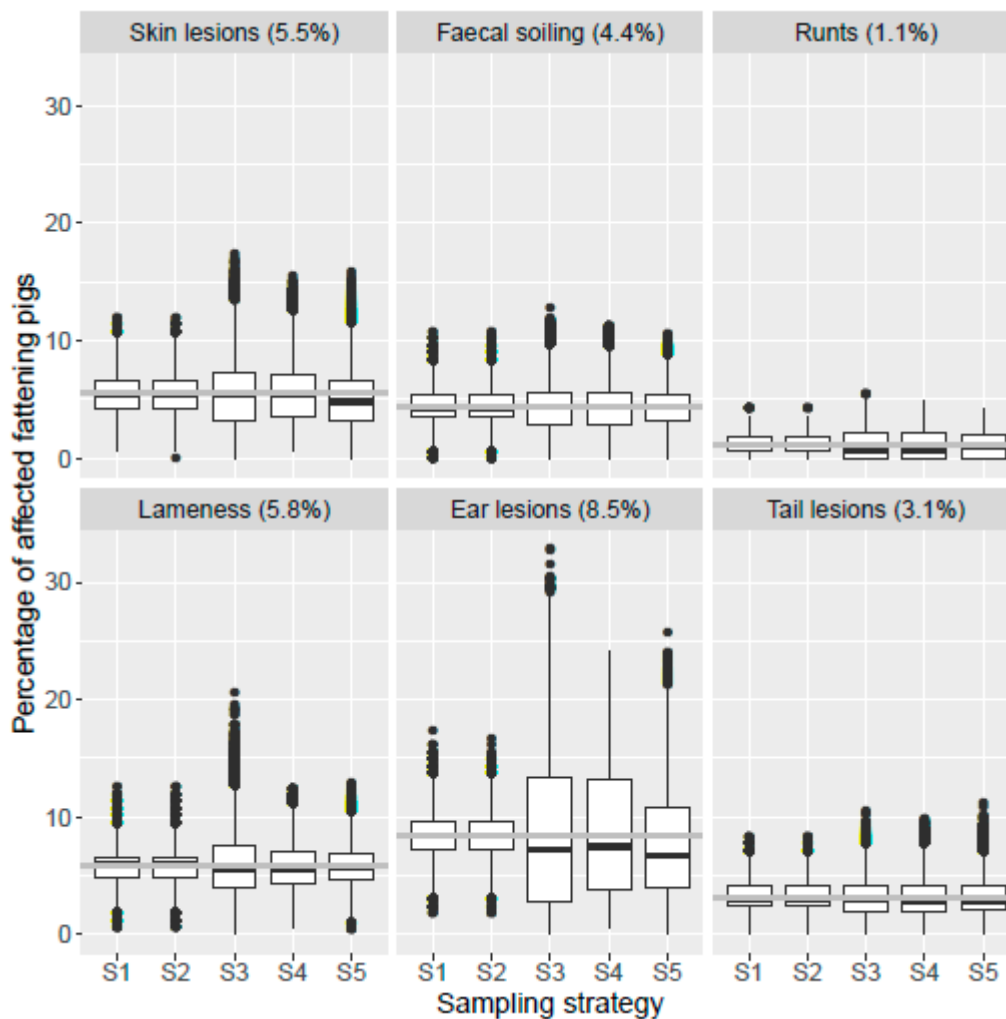 Skin lesions (5.5%)
Faecal soiling (4.4%)
Runts (1.1%)
30
20
10
0
Lameness (5.8%)
Ear lesions (8.5%)
Tail lesions (3.1%)
30
20
10
0
Percentage of affected fattening pigs
S1 S2 S3 S4 S5
S1 S2 S3 S4 S5
S1 S2 S3 S4 S5
Sampling strategy